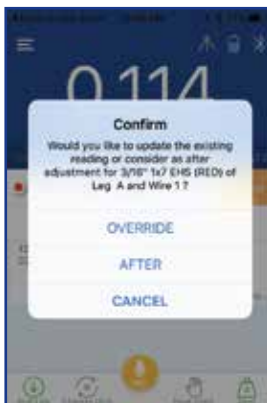 0.114
Confirm
Would you like to update the existing
reading or consider as after
adjustment for 3/16" 1x7 EHS (RED) of
Leg A and Wire 1 ?
OVERRIDE
AFTER
CANCEL